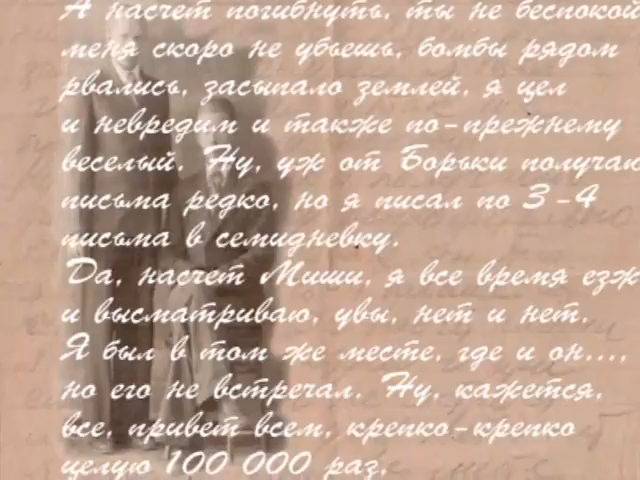 А насчет погибнуть, ты не беспокой
меня скоро не убьешь, бомбы рядом
рвались, засыпало землей, я цел
и невредим и также по-прежнему
веселый. Ну, уж от Борьки получаю
письма редко, но я писал по 3-4
письма в семидневку.
Да, насчет Миши, я все время езж
и высматриваю, увы, нет и нет.
Я был в том же месте, где и он...,
но его не встречал. Ну, кажется,
все, привет всем, крепко-крепко
целую 100 000 раз.